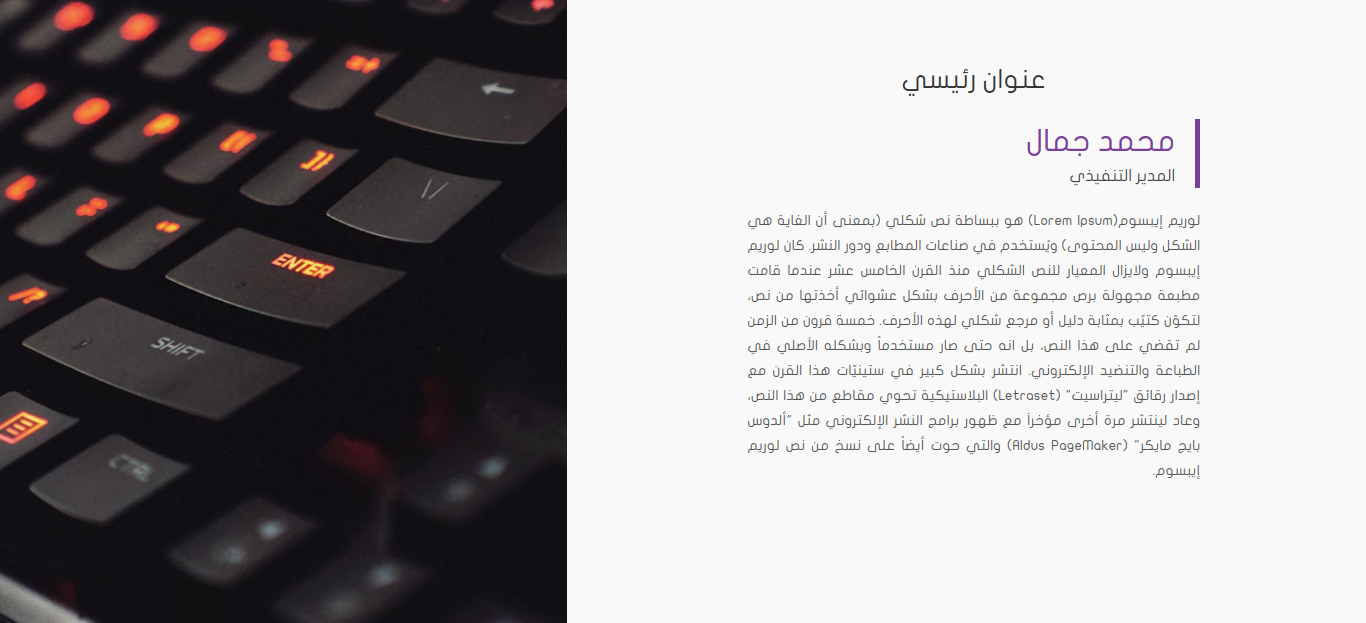 عنوان رئيسي
محمد جمال
المدير التنفيذي
لوريم إيبسوم(Lorem Ipsum) هو ببساطة نص شكلي (بمعنى أن الغاية هي
الشكل وليس المحتوى) ويُستخدم في صناعات المطابع ودور النشر. كان لوريم
إيبسوم ولايزال المعيار للنص الشكلي منذ القرن الخامس عشر عندما قامت
مطبعة مجهولة برص مجموعة من الأحرف بشكل عشوائي أخذتها من نص،
لتكوّن كتيّب بمثابة دليل أو مرجع شكلي لهذه الأحرف. خمسة قرون من الزمن
لم تقضي على هذا النص، بل انه حتى صار مستخدماً وبشكله الأصلي في
الطباعة والتنضيد الإلكتروني. انتشر بشكل كبير في ستينيّات هذا القرن مع
إصدار رقائق "ليتراسيت" (Letraset) البلاستيكية تحوي مقاطع من هذا النص،
وعاد لينتشر مرة أخرى مؤخراَ مع ظهور برامج النشر الإلكتروني مثل "ألدوس
بايج مايكر" (Aldus PageMaker) والتي حوت أيضاً على نسخ من نص لوريم
إيبسوم.
ENTER
SHIFT
CTRL